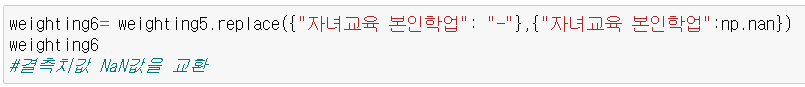 weighting6= weighting5.replace({"자녀교육 본인학업": "-"},{"자녀교육 본인학업":np.nan})
weighting6
#결측치값 NaN값을 교환